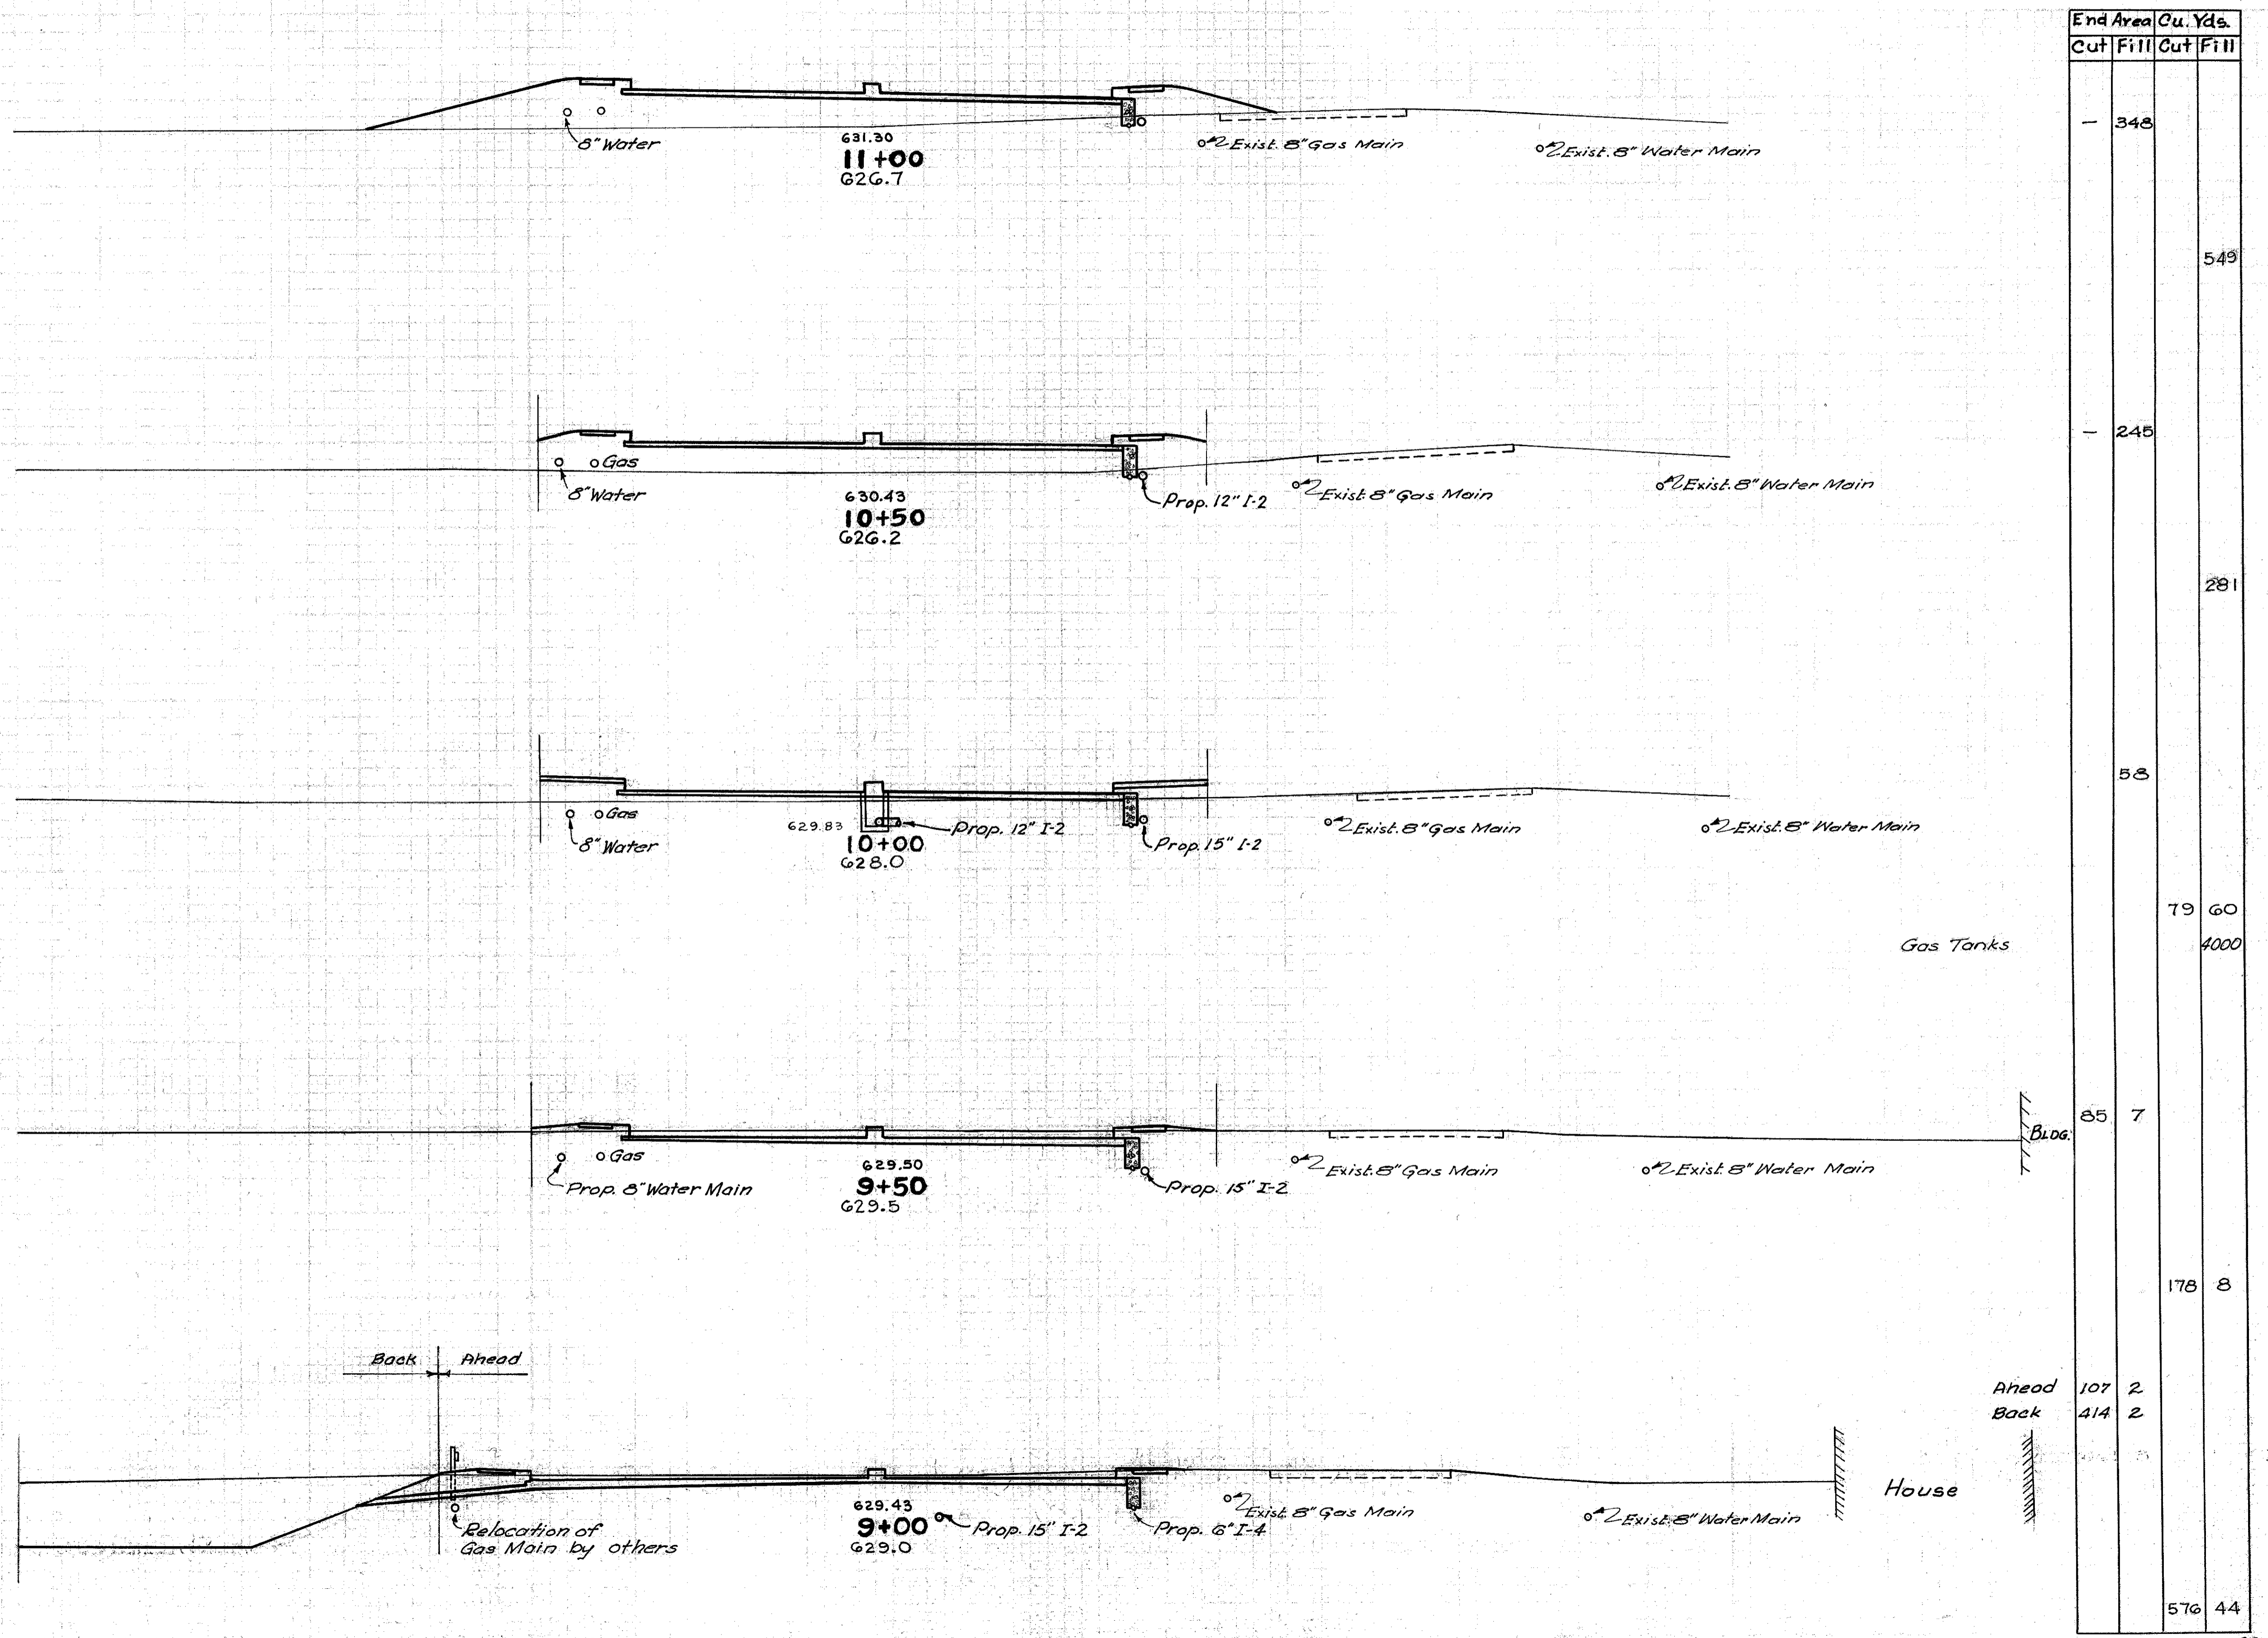 End Area Cu. Yds.
Cut Fill Cut Fill
— 348
8" Water
631.30
11+00
626.7
Exist. 8" Gas Main
Exist. 8" Water Main
549
— 245
Gas
8" Water
630.43
10+50
626.2
Prop. 12" I-2
Exist. 8" Gas Main
Exist. 8" Water Main
281
58
Gas
8" Water
629.83
10+00
628.0
Prop. 12" I-2
Prop. 15" I-2
Exist. 8" Gas Main
Exist. 8" Water Main
79 60
Gas Tanks
4000
85 7
BLDG.
Gas
Prop. 8" Water Main
629.50
9+50
629.5
Prop. 15" I-2
Exist. 8" Gas Main
Exist. 8" Water Main
178 8
Back Ahead
Ahead 107 2
Back 414 2
Relocation of
Gas Main by others
629.43
9+00
629.0
Prop. 15" I-2
Prop. 6" I-4
Exist. 8" Gas Main
Exist. 8" Water Main
House
576 44